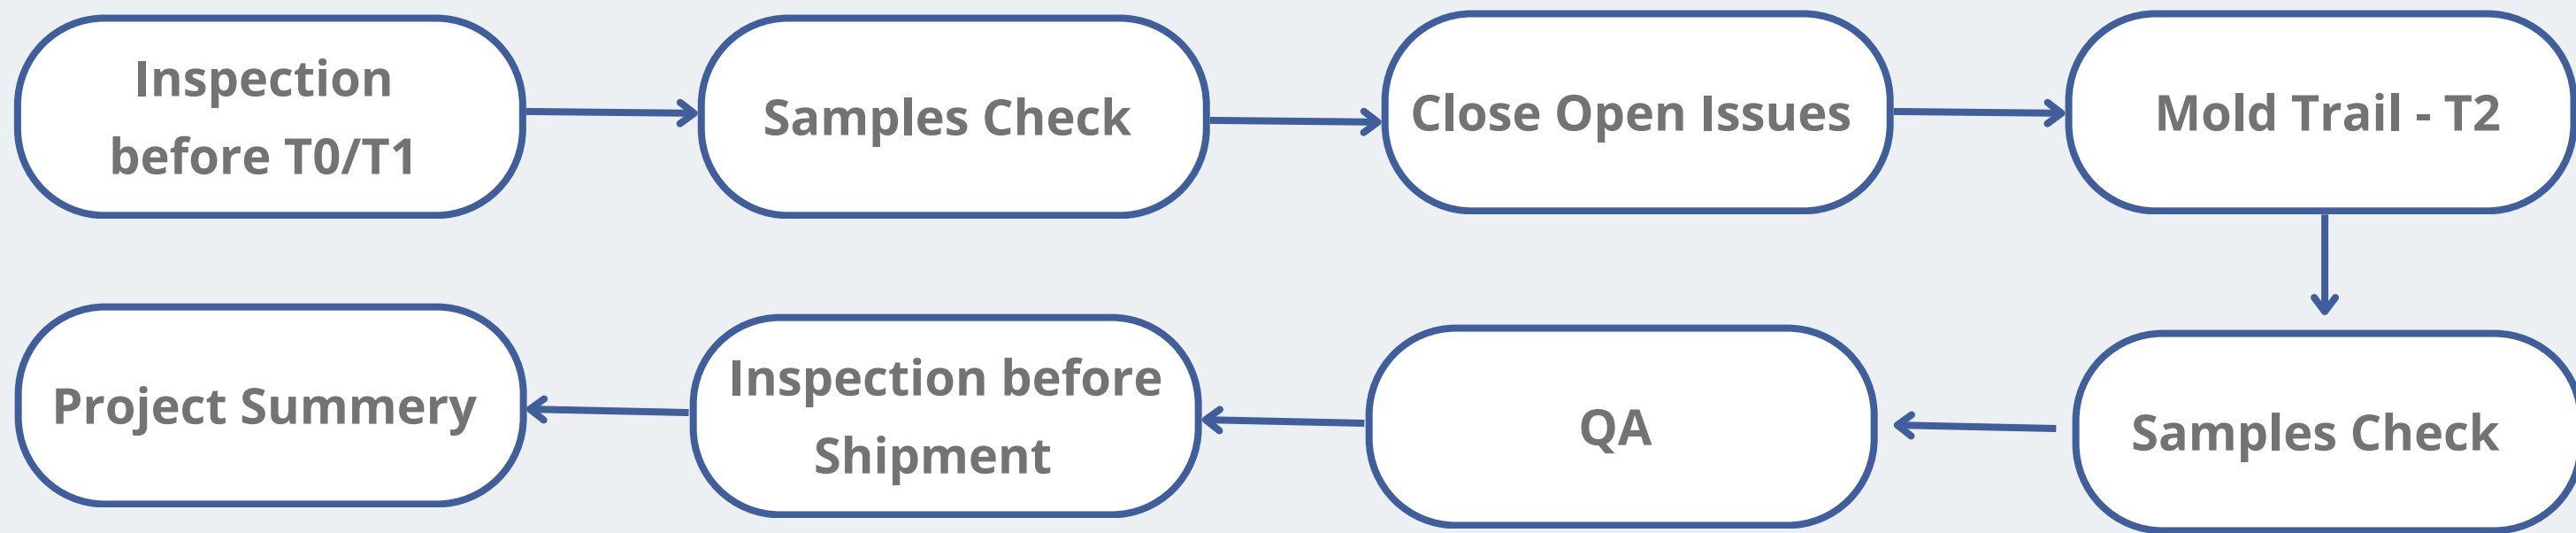 Inspection
before T0/T1
Samples Check
Close Open Issues
Mold Trail - T2
Samples Check
QA
Inspection before
Shipment
Project Summery